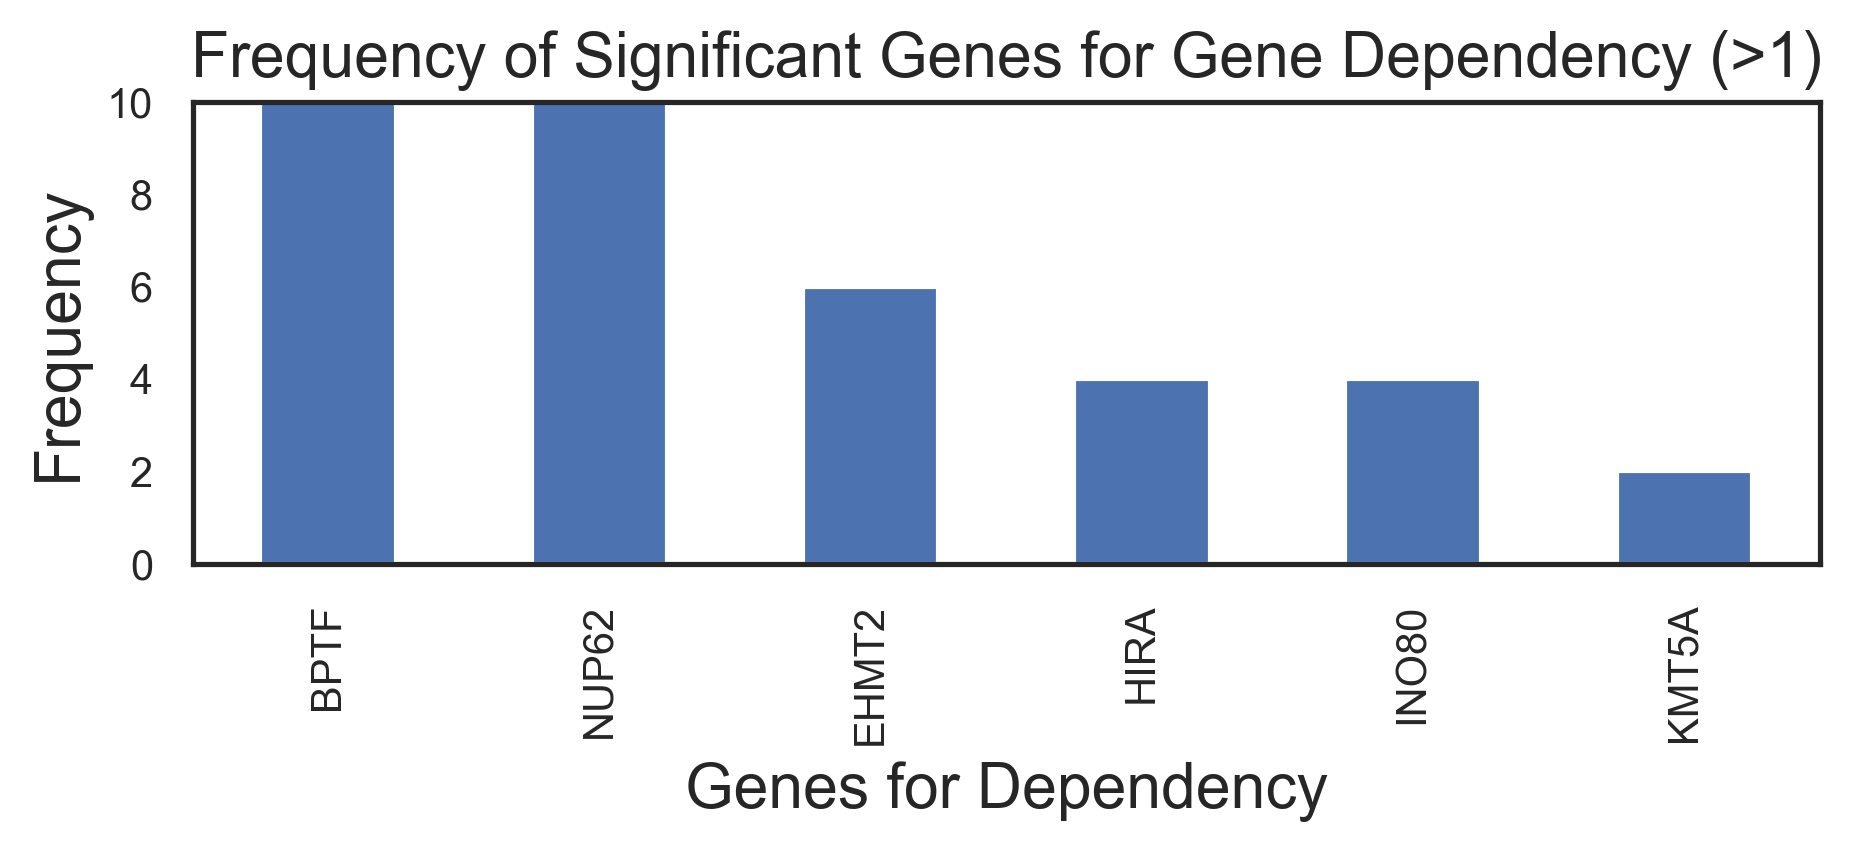 Frequency of Significant Genes for Gene Dependency (>1)
Frequency
10
8
6
4
2
0
BPTF
NUP62
EHMT2
HIRA
INO80
KMT5A
Genes for Dependency